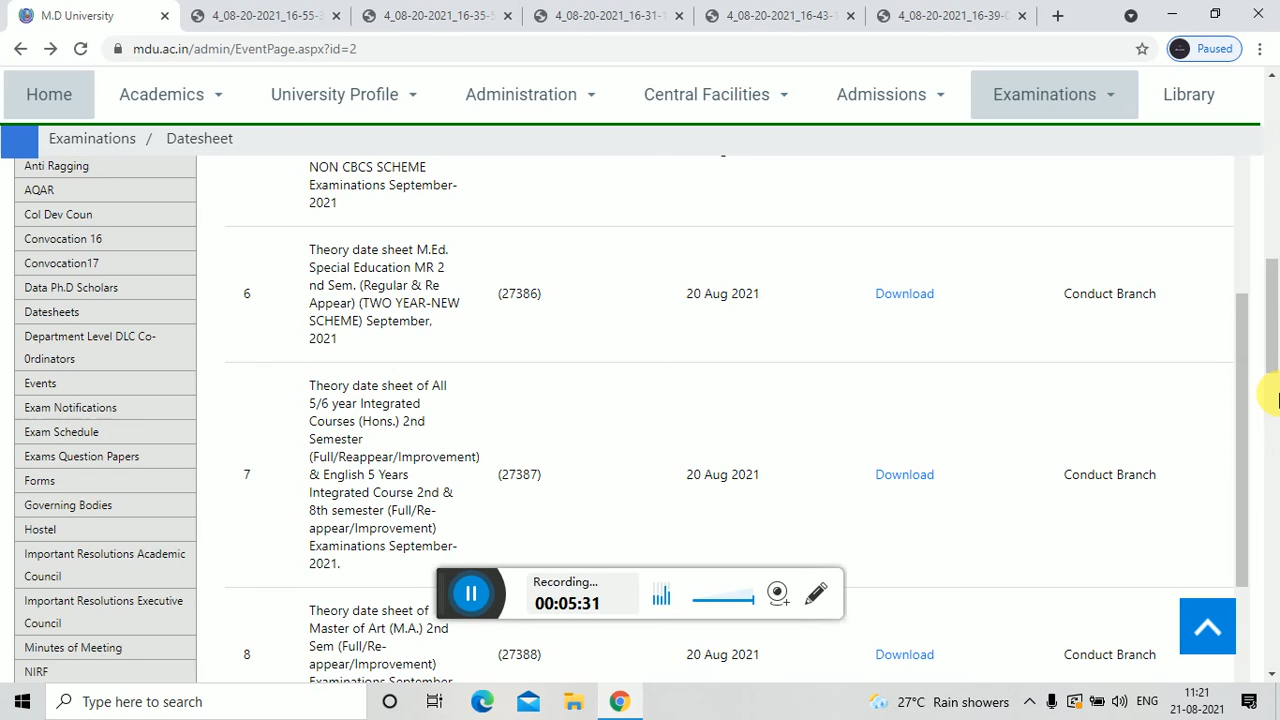 M.D University
4_08-20-2021_16-55-3
4_08-20-2021_16-35-5
4_08-20-2021_16-31-1
4_08-20-2021_16-43-1
4_08-20-2021_16-39-0
mdu.ac.in/admin/EventPage.aspx?id=2
Paused
Home
Academics
University Profile
Administration
Central Facilities
Admissions
Examinations
Library
Examinations / Datesheet
Anti Ragging
AQAR
Col Dev Coun
Convocation 16
Convocation17
Data Ph.D Scholars
Datesheets
Department Level DLC Co-
0rdinators
Events
Exam Notifications
Exam Schedule
Exams Question Papers
Forms
Governing Bodies
Hostel
Important Resolutions Academic
Council
Important Resolutions Executive
Council
Minutes of Meeting
NIRF
NON CBCS SCHEME
Examinations September-
2021
6
Theory date sheet M.Ed.
Special Education MR 2
nd Sem. (Regular & Re
Appear) (TWO YEAR-NEW
SCHEME) September,
2021
(27386)
20 Aug 2021
Download
Conduct Branch
7
Theory date sheet of All
5/6 year Integrated
Courses (Hons.) 2nd
Semester
(Full/Reappear/Improvement)
& English 5 Years
Integrated Course 2nd &
8th semester (Full/Re-
appear/Improvement)
Examinations September-
2021.
(27387)
20 Aug 2021
Download
Conduct Branch
8
Theory date sheet of
Master of Art (M.A.) 2nd
Sem (Full/Re-
appear/Improvement)
Examinations September
(27388)
20 Aug 2021
Download
Conduct Branch
Recording...
00:05:31
Type here to search
27°C Rain showers
ENG
11:21
21-08-2021